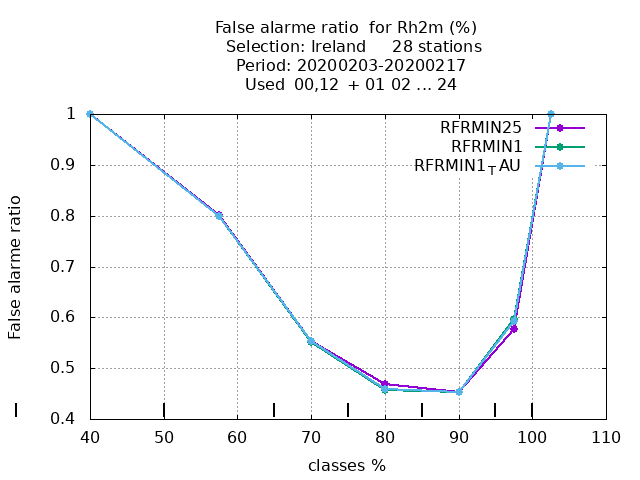 False alarme ratio  for Rh2m (%)
Selection: Ireland     28 stations
Period: 20200203-20200217
Used  00,12  + 01 02 ... 24
1
0.9
0.8
0.7
0.6
0.5
0.4
False alarme ratio
RFRMIN25
RFRMIN1
RFRMIN1TAU
40 50 60 70 80 90 100 110
classes %